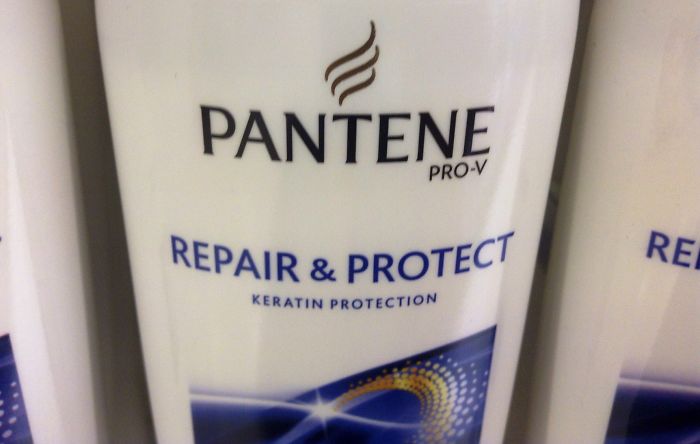 PANTENE
PRO-V
REPAIR & PROTECT
KERATIN PROTECTION